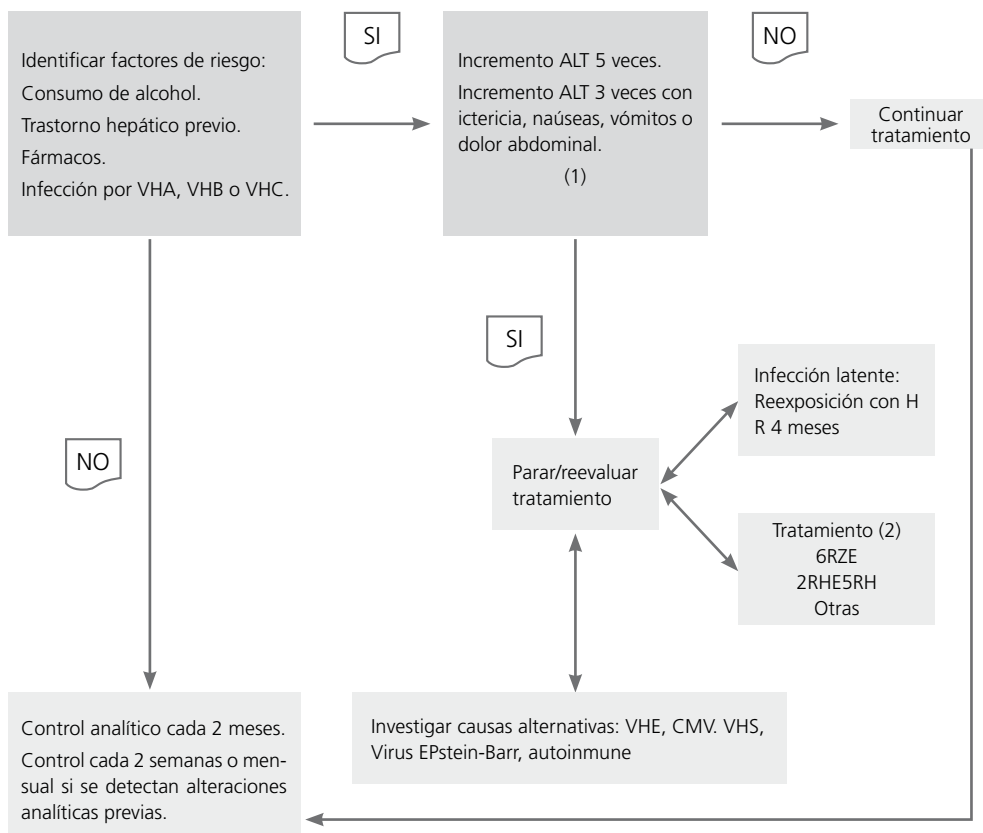 Identificar factores de riesgo:
Consumo de alcohol.
Trastorno hepático previo.
Fármacos.
Infección por VHA, VHB o VHC.
SI
Incremento ALT 5 veces.
Incremento ALT 3 veces con
ictericia, naúseas, vómitos o
dolor abdominal.
(1)
NO
Continuar
tratamiento
SI
NO
Parar/reevaluar
tratamiento
Infección latente:
Reexposición con H
R 4 meses
Tratamiento (2)
6RZE
2RHE5RH
Otras
Control analítico cada 2 meses.
Control cada 2 semanas o men-
sual si se detectan alteraciones
analíticas previas.
Investigar causas alternativas: VHE, CMV. VHS,
Virus EPstein-Barr, autoinmune